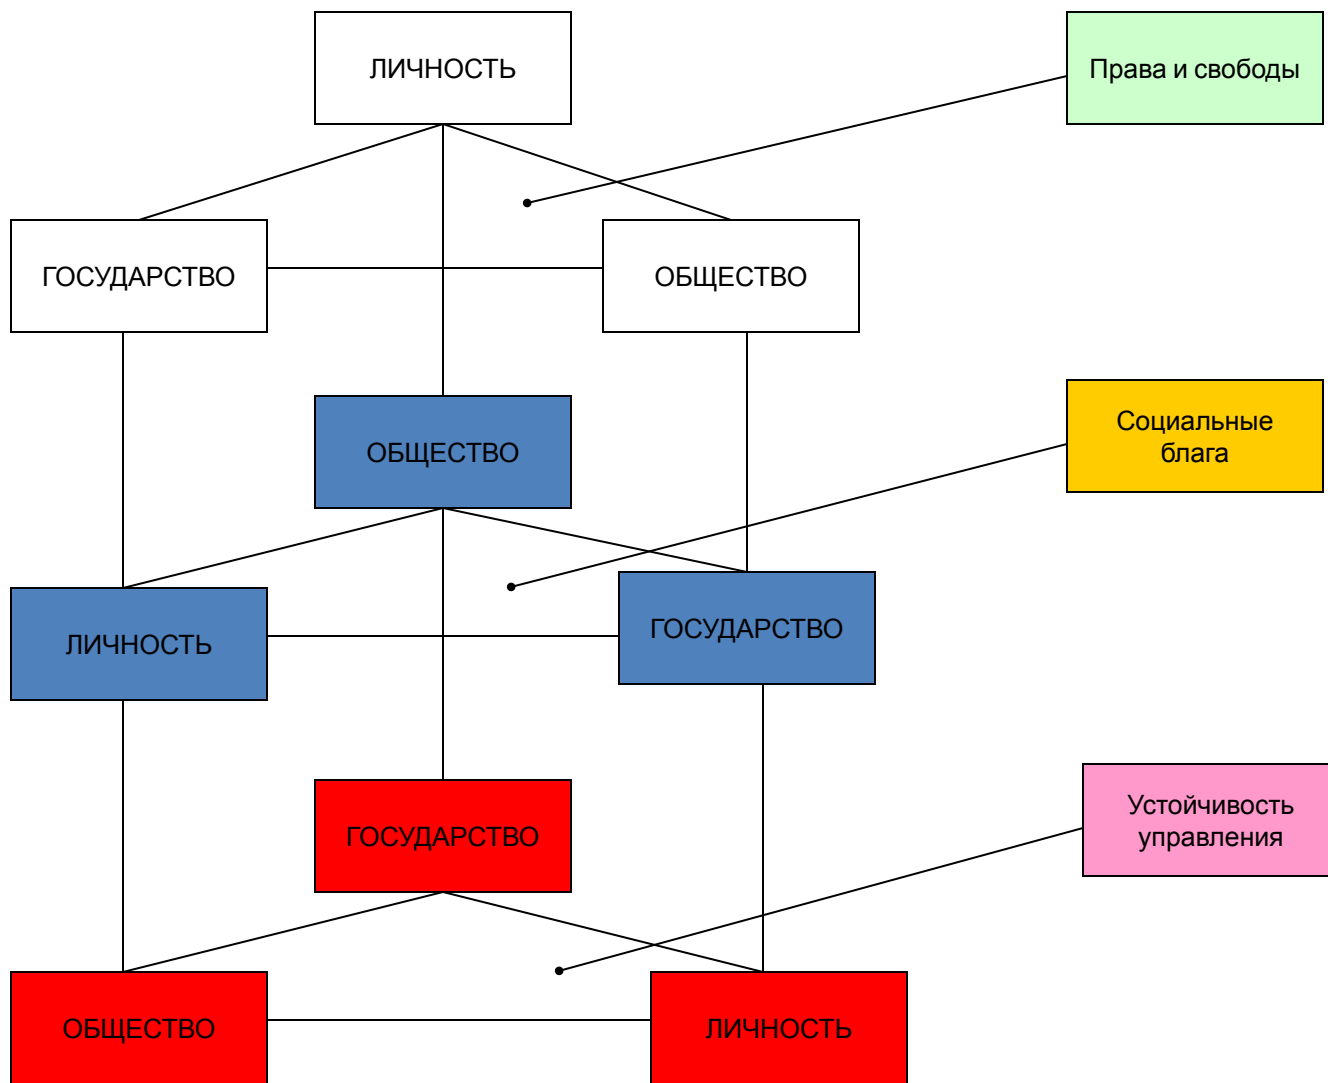 ЛИЧНОСТЬ
Права и свободы
ГОСУДАРСТВО
ОБЩЕСТВО
ОБЩЕСТВО
Социальные
блага
ЛИЧНОСТЬ
ГОСУДАРСТВО
ГОСУДАРСТВО
Устойчивость
управления
ОБЩЕСТВО
ЛИЧНОСТЬ